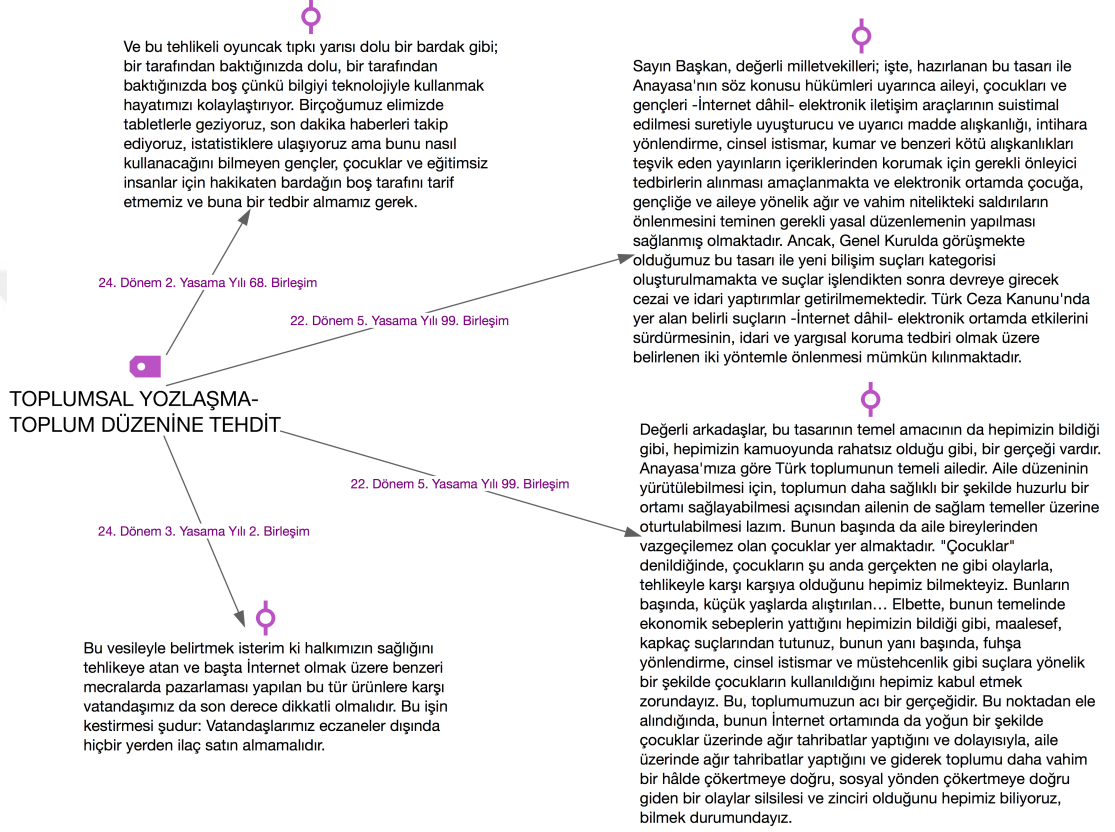 Ve bu tehlikeli oyuncak tıpkı yarısı dolu bir bardak gibi;
bir tarafından baktığınızda dolu, bir tarafından
baktığınızda boş çünkü bilgiyi teknolojiyle kullanmak
hayatımızı kolaylaştırıyor. Birçoğumuz elimizde
tabletlerle geziyoruz, son dakika haberleri takip
ediyoruz, istatistiklere ulaşıyoruz ama bunu nasıl
kullanacağını bilmeyen gençler, çocuklar ve eğitimsiz
insanlar için hakikaten bardağın boş tarafını tarif
etmemiz ve buna bir tedbir almamız gerek.
Sayın Başkan, değerli milletvekilleri; işte, hazırlanan bu tasarı ile
Anayasa'nın söz konusu hükümleri uyarınca aileyi, çocukları ve
gençleri -İnternet dâhil- elektronik iletişim araçlarının suistimal
edilmesi suretiyle uyuşturucu ve uyarıcı madde alışkanlığı, intihara
yönlendirme, cinsel istismar, kumar ve benzeri kötü alışkanlıkları
teşvik eden yayınların içeriklerinden korumak için gerekli önleyici
tedbirlerin alınması amaçlanmakta ve elektronik ortamda çocuğa,
gençliğe ve aileye yönelik ağır ve vahim nitelikteki saldırıların
önlenmesini teminen gerekli yasal düzenlemenin yapılması
sağlanmış olmaktadır. Ancak, Genel Kurulda görüşmekte
olduğumuz bu tasarı ile yeni bilişim suçları kategorisi
oluşturulmamakta ve suçlar işlendikten sonra devreye girecek
cezai ve idari yaptırımlar getirilmemektedir. Türk Ceza Kanunu'nda
yer alan belirli suçların -İnternet dâhil- elektronik ortamda etkilerini
sürdürmesinin, idari ve yargısal koruma tedbiri olmak üzere
belirlenen iki yöntemle önlenmesi mümkün kılınmaktadır.
24. Dönem 2. Yasama Yılı 68. Birleşim
22. Dönem 5. Yasama Yılı 99. Birleşim
TOPLUMSAL YOZLAŞMA-
TOPLUM DÜZENİNE TEHDİT
22. Dönem 5. Yasama Yılı 99. Birleşim
24. Dönem 3. Yasama Yılı 2. Birleşim
Değerli arkadaşlar, bu tasarının temel amacının da hepimizin bildiği
gibi, hepimizin kamuoyunda rahatsız olduğu gibi, bir gerçeği vardır.
Anayasa'mıza göre Türk toplumunun temeli ailedir. Aile düzeninin
yürütülebilmesi için, toplumun daha sağlıklı bir şekilde huzurlu bir
ortamı sağlayabilmesi açısından ailenin de sağlam temeller üzerine
oturtulabilmesi lazım. Bunun başında da aile bireylerinden
vazgeçilemez olan çocuklar yer almaktadır. "Çocuklar"
denildiğinde, çocukların şu anda gerçekten ne gibi olaylarla,
tehlikeyle karşı karşıya olduğunu hepimiz bilmekteyiz. Bunların
başında, küçük yaşlarda alıştırılan… Elbette, bunun temelinde
ekonomik sebeplerin yattığını hepimizin bildiği gibi, maalesef,
kapkaç suçlarından tutunuz, bunun yanı başında, fuhşa
yönlendirme, cinsel istismar ve müstehcenlik gibi suçlara yönelik
bir şekilde çocukların kullanıldığını hepimiz kabul etmek
zorundayız. Bu, toplumumuzun acı bir gerçeğidir. Bu noktadan ele
alındığında, bunun İnternet ortamında da yoğun bir şekilde
çocuklar üzerinde ağır tahribatlar yaptığını ve dolayısıyla, aile
üzerinde ağır tahribatlar yaptığını ve giderek toplumu daha vahim
bir hâlde çökertmeye doğru, sosyal yönden çökertmeye doğru
giden bir olaylar silsilesi ve zinciri olduğunu hepimiz biliyoruz,
bilmek durumundayız.
Bu vesileyle belirtmek isterim ki halkımızın sağlığını
tehlikeye atan ve başta İnternet olmak üzere benzeri
mecralarda pazarlaması yapılan bu tür ürünlere karşı
vatandaşımız da son derece dikkatli olmalıdır. Bu işin
kestirmesi şudur: Vatandaşlarımız eczaneler dışında
hiçbir yerden ilaç satın almamalıdır.